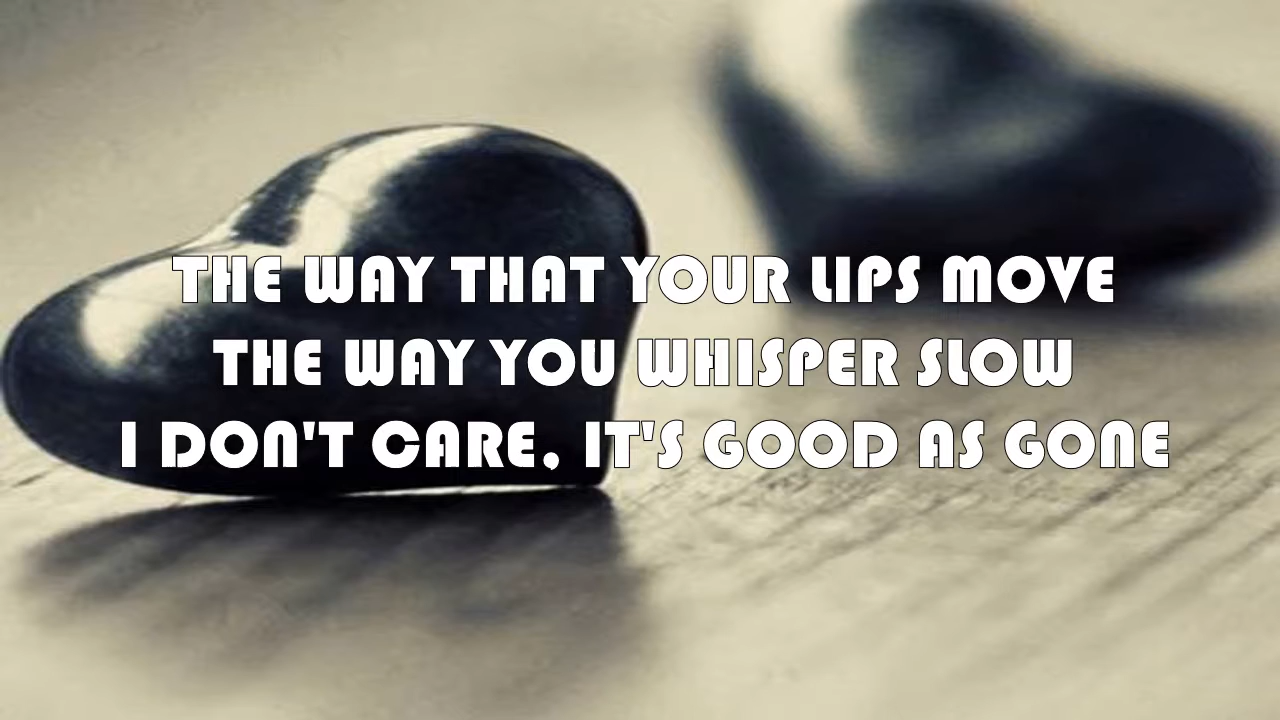 THE WAY THAT YOUR LIPS MOVE
THE WAY YOU WHISPER SLOW
I DON'T CARE, IT'S GOOD AS GONE